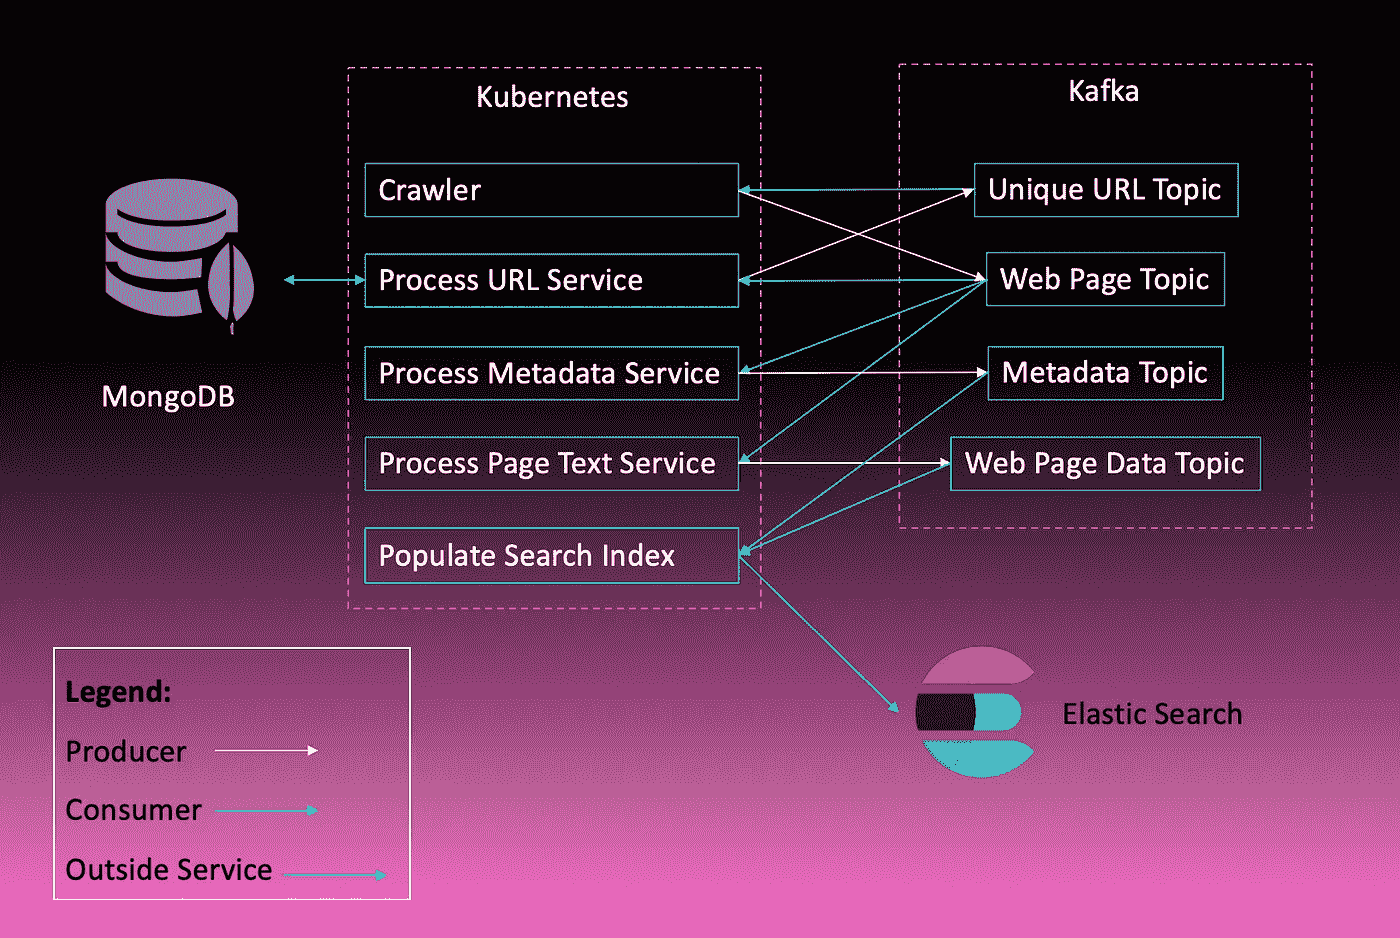 Kubernetes
Kafka
Crawler
Unique URL Topic
Process URL Service
Web Page Topic
Process Metadata Service
Metadata Topic
MongoDB
Process Page Text Service
Web Page Data Topic
Populate Search Index
Legend:
Producer
Consumer
Outside Service
Elastic Search